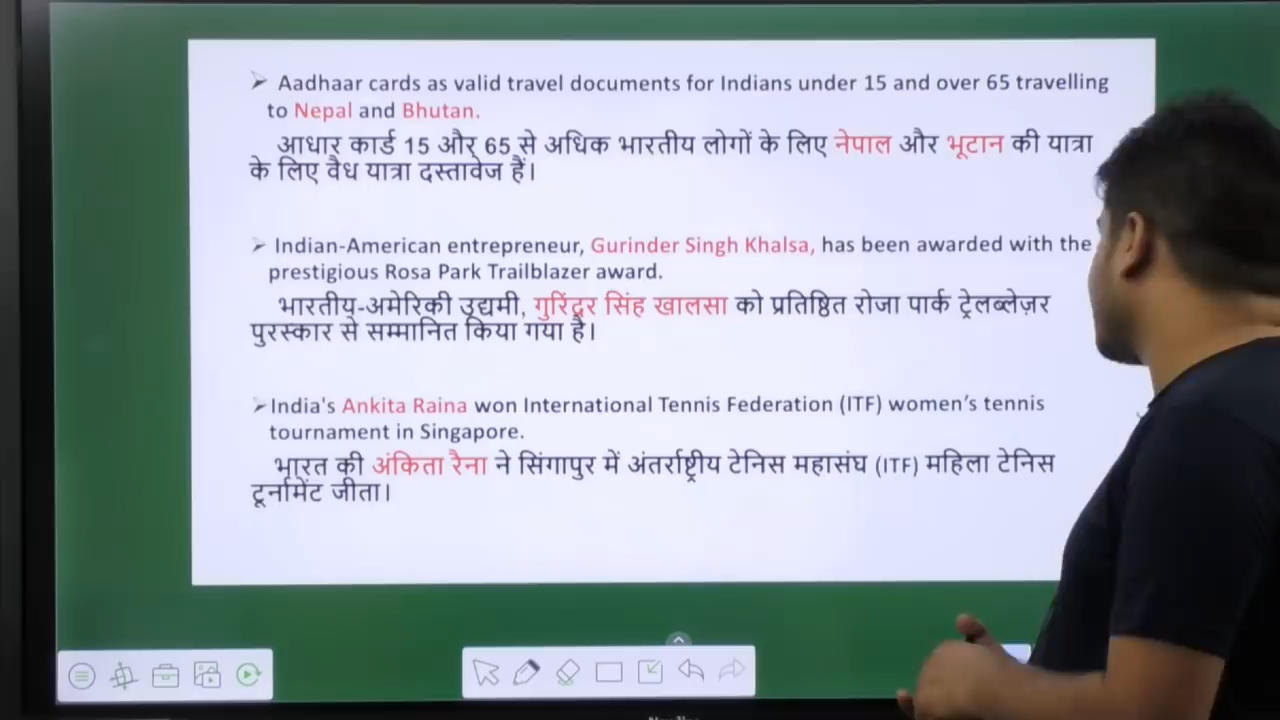 ➢ Aadhaar cards as valid travel documents for Indians under 15 and over 65 travelling
to Nepal and Bhutan.
आधार कार्ड 15 और 65 से अधिक भारतीय लोगों के लिए नेपाल और भूटान की यात्रा
के लिए वैध यात्रा दस्तावेज हैं।
➢ Indian-American entrepreneur, Gurinder Singh Khalsa, has been awarded with the
prestigious Rosa Park Trailblazer award.
भारतीय-अमेरिकी उद्यमी, गुरिंदर सिंह खालसा को प्रतिष्ठित रोजा पार्क ट्रेलब्लेज़र
पुरस्कार से सम्मानित किया गया है।
➢ India's Ankita Raina won International Tennis Federation (ITF) women's tennis
tournament in Singapore.
भारत की अंकिता रैना ने सिंगापुर में अंतर्राष्ट्रीय टेनिस महासंघ (ITF) महिला टेनिस
टूर्नामेंट जीता।